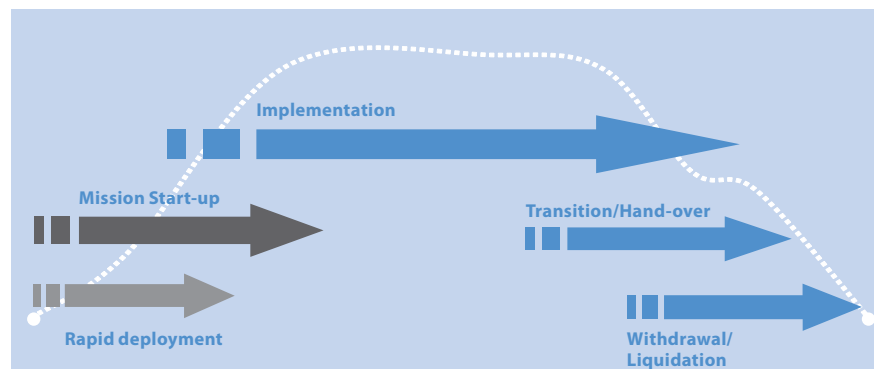 Implementation
Mission Start-up
Transition/Hand-over
Rapid deployment
Withdrawal/
Liquidation